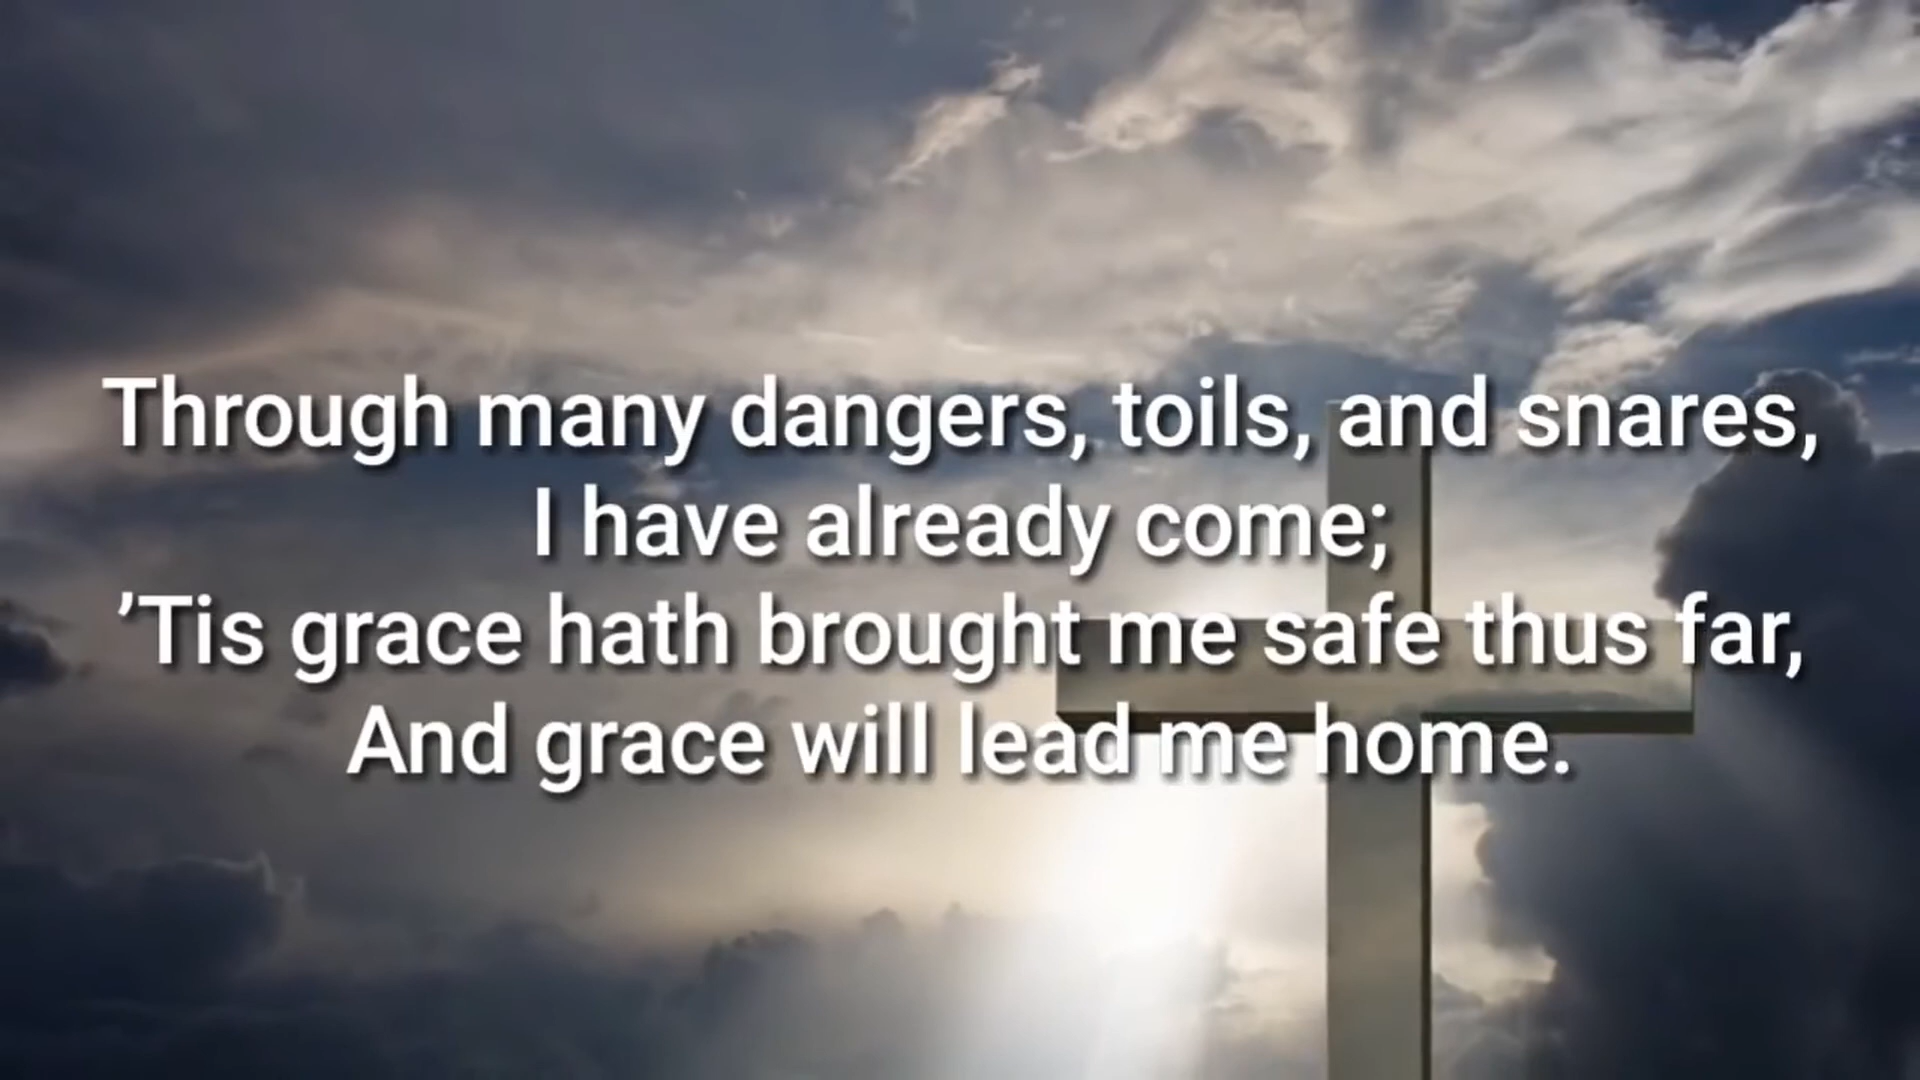 Through many dangers, toils, and snares,
I have already come;
’Tis grace hath brought me safe thus far,
And grace will lead me home.